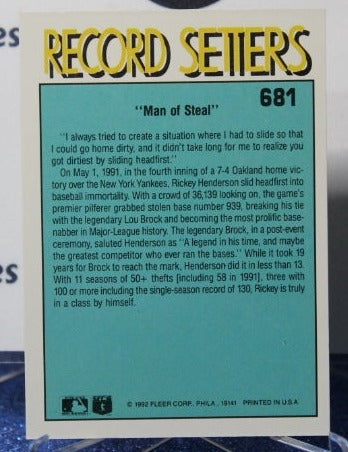 RECORD SETTERS
681
"Man of Steal"
"I always tried to create a situation where I had to slide so that
I could go home dirty, and it didn't take long for me to realize you
got dirtiest by sliding headfirst."
On May 1, 1991, in the fourth inning of a 7-4 Oakland home vic-
tory over the New York Yankees, Rickey Henderson slid headfirst into
baseball immortality. With a crowd of 36,139 looking on, the game's
premier pilferer grabbed stolen base number 939, breaking his tie
with the legendary Lou Brock and becoming the most prolific base-
nabber in Major-League history. The legendary Brock, in a post-event
ceremony, saluted Henderson as "A legend in his time, and maybe
the greatest competitor who ever ran the bases." While it took 19
years for Brock to reach the mark, Henderson did it in less than 13.
With 11 seasons of 50+ thefts [including 58 in 1991], three with
100 or more including the single-season record of 130, Rickey is truly
in a class by himself.
© 1992 FLEER CORP., PHILA., 19141 PRINTED IN U.S.A.